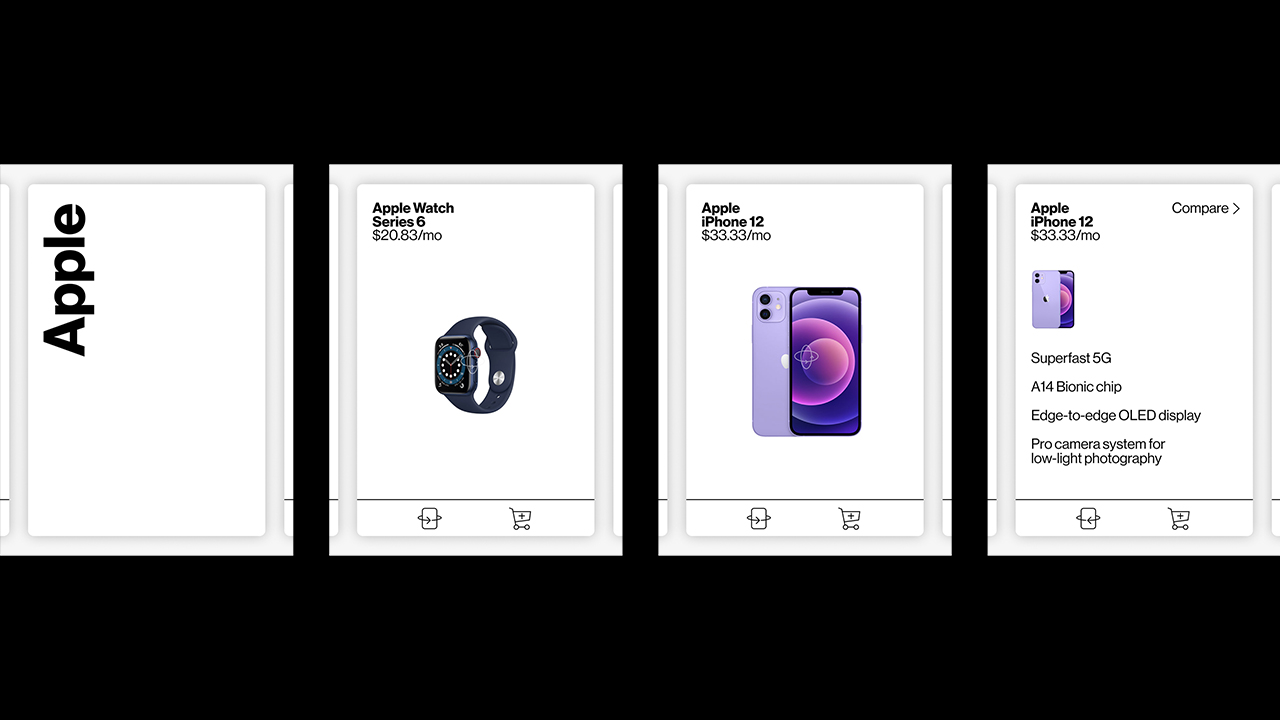 Apple
Apple Watch
Series 6
$20.83/mo
Apple
iPhone 12
$33.33/mo
Apple
iPhone 12
$33.33/mo
Compare
Superfast 5G
A14 Bionic chip
Edge-to-edge OLED display
Pro camera system for
low-light photography